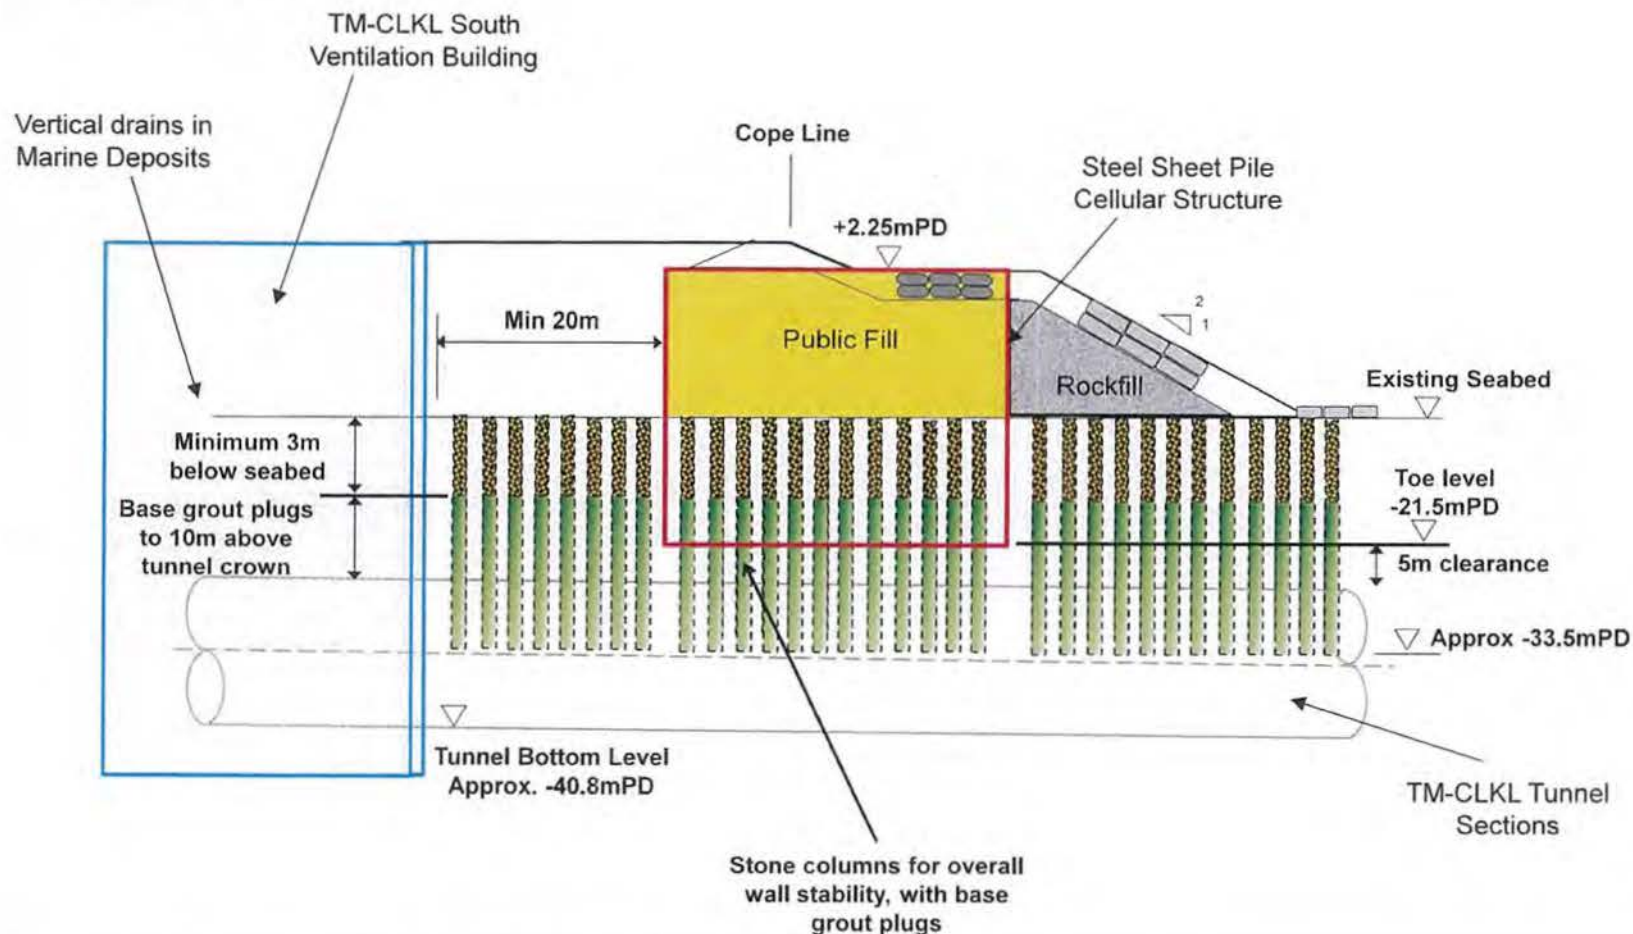 TM-CLKL South
Ventilation Building
Vertical drains in
Marine Deposits
Cope Line
Steel Sheet Pile
Cellular Structure
+2.25mPD
2
1
Min 20m
Public Fill
Rockfill
Existing Seabed
Minimum 3m
below seabed
Toe level
-21.5mPD
Base grout plugs
to 10m above
tunnel crown
5m clearance
Approx -33.5mPD
Tunnel Bottom Level
Approx. -40.8mPD
TM-CLKL Tunnel
Sections
Stone columns for overall
wall stability, with base
grout plugs